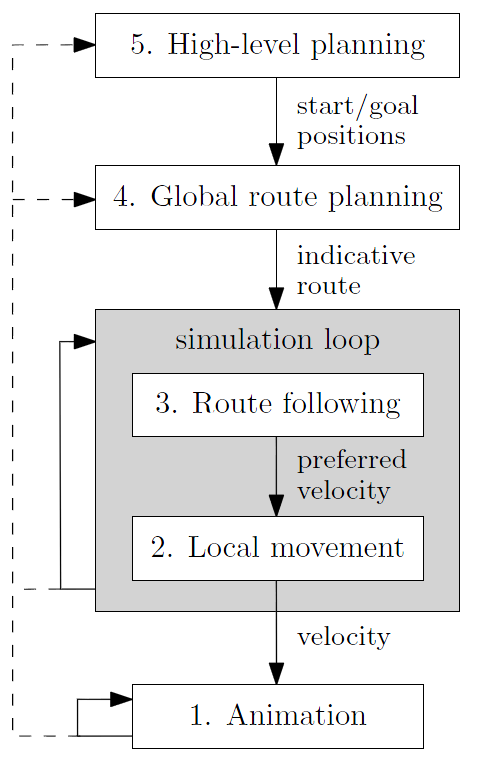 5. High-level planning
start/goal
positions
4. Global route planning
indicative
route
simulation loop
3. Route following
preferred
velocity
2. Local movement
velocity
1. Animation